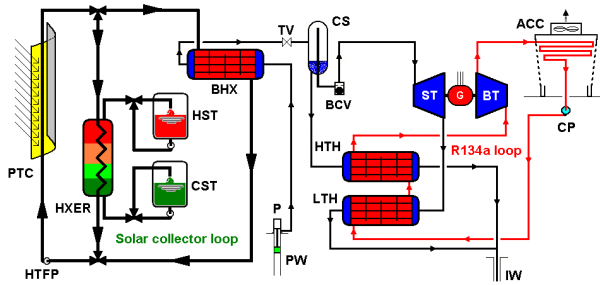 TV
CS
ACC
HST
BHX
BCV
ST
G
BT
CP
HTH
R134a loop
PTC
CST
LTH
HXER
P
Solar collector loop
HTFP
PW
IW